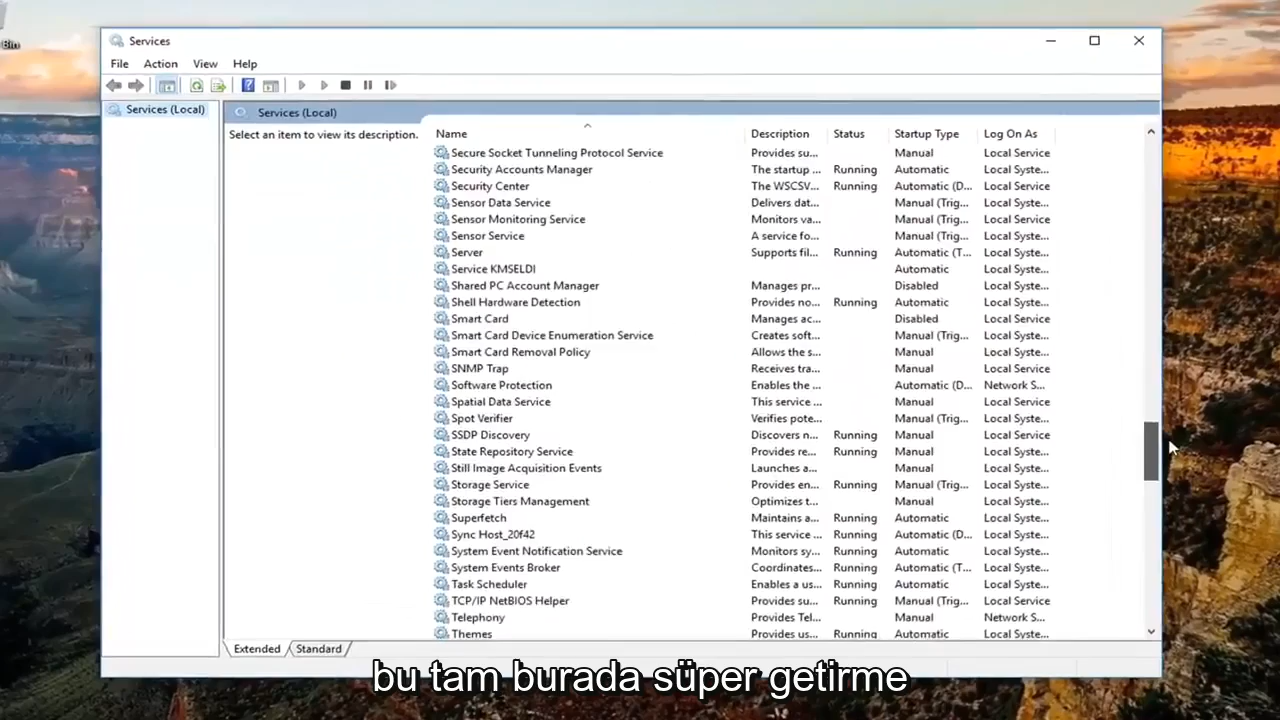 Bin
Services
File Action View Help
Services (Local)
Services (Local)
Select an item to view its description.
Name Description Status Startup Type Log On As
Secure Socket Tunneling Protocol Service Provides su... Manual Local Service
Security Accounts Manager The startup ... Running Automatic Local Syste...
Security Center The WSCSV... Running Automatic (D... Local Service
Sensor Data Service Delivers dat... Manual (Trig... Local Syste...
Sensor Monitoring Service Monitors va... Manual (Trig... Local Service
Sensor Service A service fo... Manual (Trig... Local Syste...
Server Supports fil... Running Automatic (T... Local Syste...
Service KMSELDI Automatic Local Syste...
Shared PC Account Manager Manages pr... Disabled Local Syste...
Shell Hardware Detection Provides no... Running Automatic Local Syste...
Smart Card Manages ac... Disabled Local Service
Smart Card Device Enumeration Service Creates soft... Manual (Trig... Local Syste...
Smart Card Removal Policy Allows the s... Manual Local Syste...
SNMP Trap Receives tra... Manual Local Service
Software Protection Enables the ... Automatic (D... Network S...
Spatial Data Service This service ... Manual Local Service
Spot Verifier Verifies pote... Manual (Trig... Local Syste...
SSDP Discovery Discovers n... Running Manual Local Service
State Repository Service Provides re... Running Manual Local Syste...
Still Image Acquisition Events Launches a... Manual Local Syste...
Storage Service Provides en... Running Manual (Trig... Local Syste...
Storage Tiers Management Optimizes t... Manual Local Syste...
Superfetch Maintains a... Running Automatic Local Syste...
Sync Host_20f42 This service ... Running Automatic (D... Local Syste...
System Event Notification Service Monitors sy... Running Automatic Local Syste...
System Events Broker Coordinates... Running Automatic (T... Local Syste...
Task Scheduler Enables a us... Running Automatic Local Syste...
TCP/IP NetBIOS Helper Provides su... Running Manual (Trig... Local Service
Telephony Provides Tel... Manual Network S...
Themes Provides us... Running Automatic Local Syste...
Extended Standard
bu tam burada süper getirme